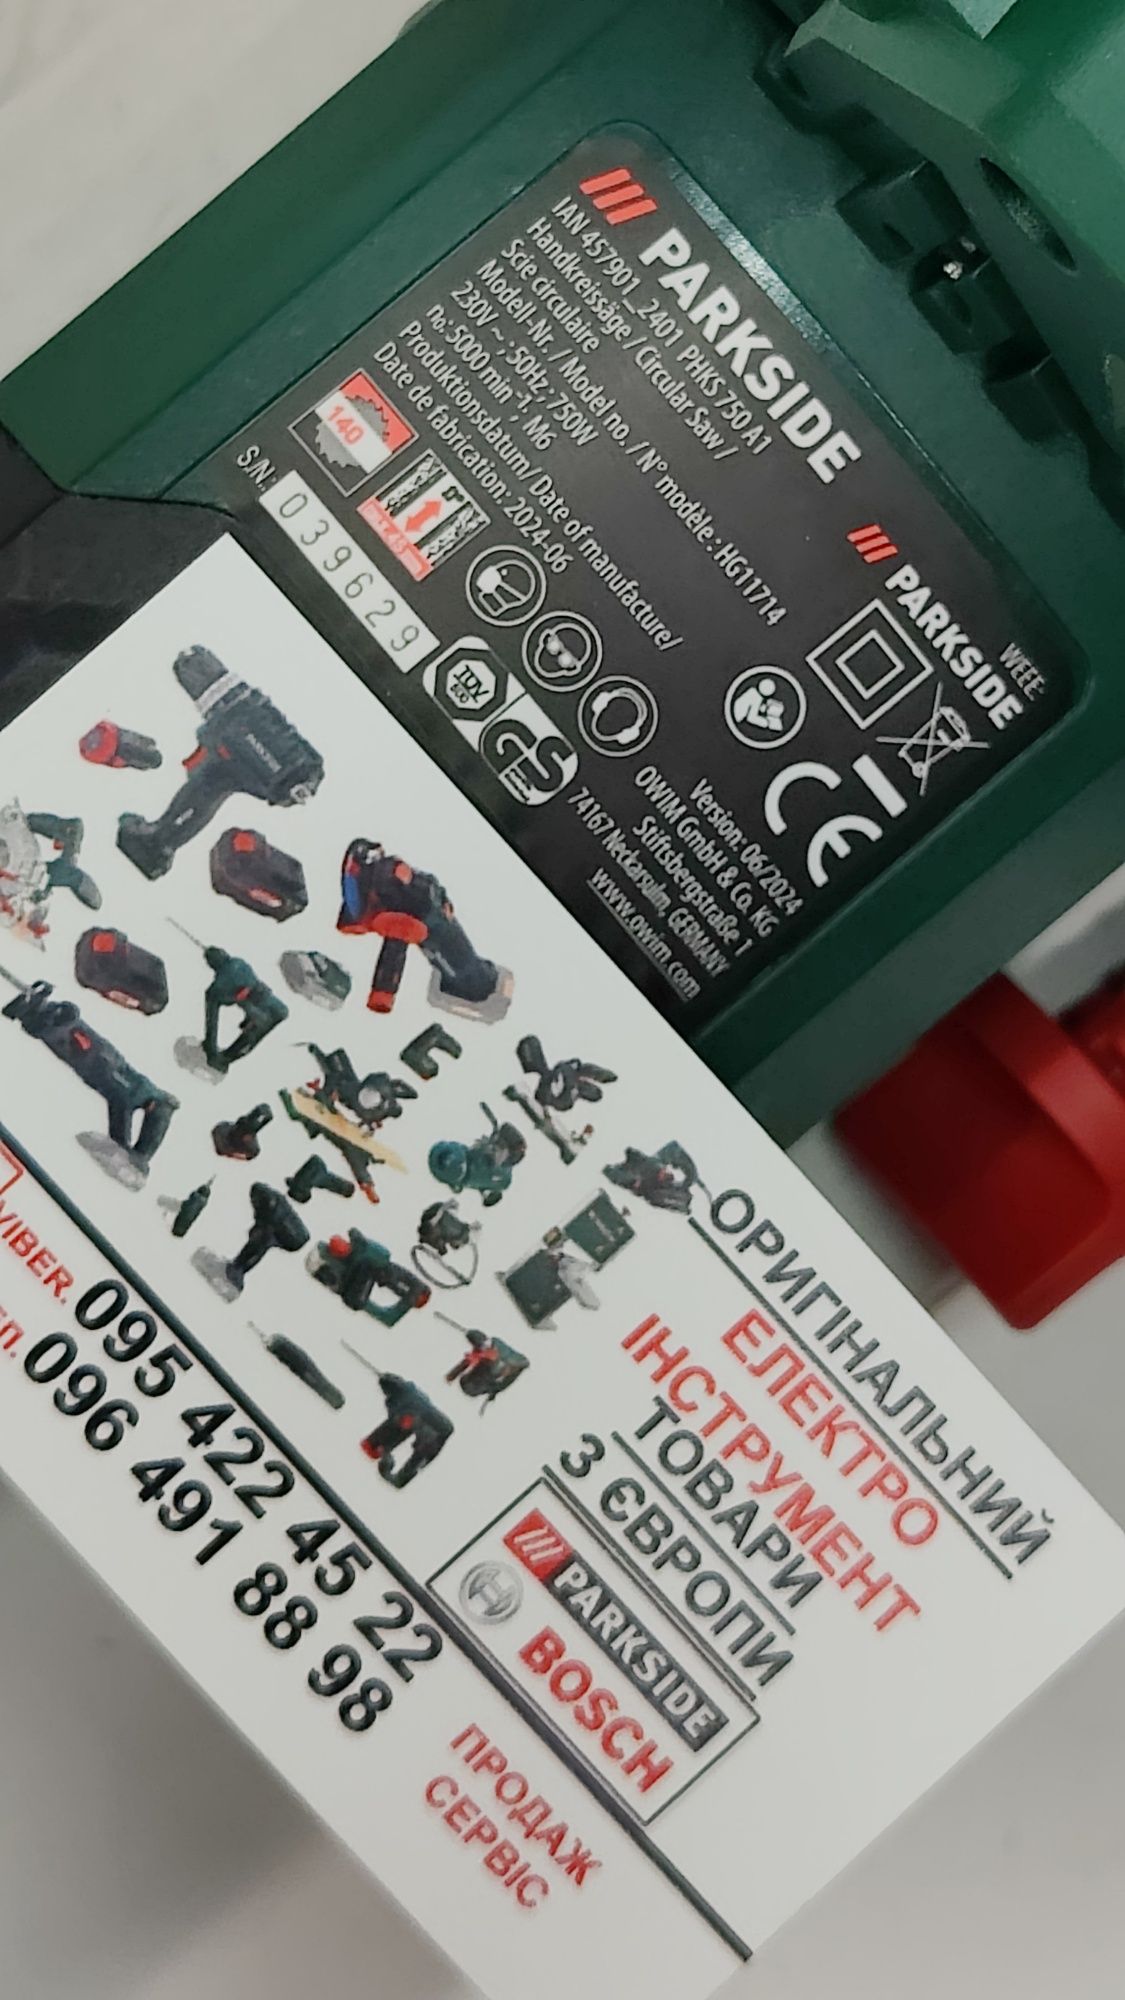 PARKSIDE
IAN 457901_2401 PHKS 750 A1
Handkreissäge / Circular Saw /
Scie circulaire
Modell-Nr. / Model no. / N° modèle : HG11714
230V ~, 50Hz, 750W
n₀: 5000 min⁻¹, M6
Produktionsdatum/ Date of manufacture/
Date de fabrication: 2024-06
140
0°
S/N.: 039629
GS
PARKSIDE
WEEE-
CE
Version: 06/2024
OWIM GmbH & Co. KG
Stiftsbergstraße 1
74167 Neckarsulm, GERMANY
www.owim.com
ОРИГІНАЛЬНИЙ
ЕЛЕКТРО
ІНСТРУМЕНТ
ТОВАРИ
З ЄВРОПИ
PARKSIDE
BOSCH
VIBER. 095 422 45 22
096 491 88 98
ПРОДАЖ
СЕРВІС